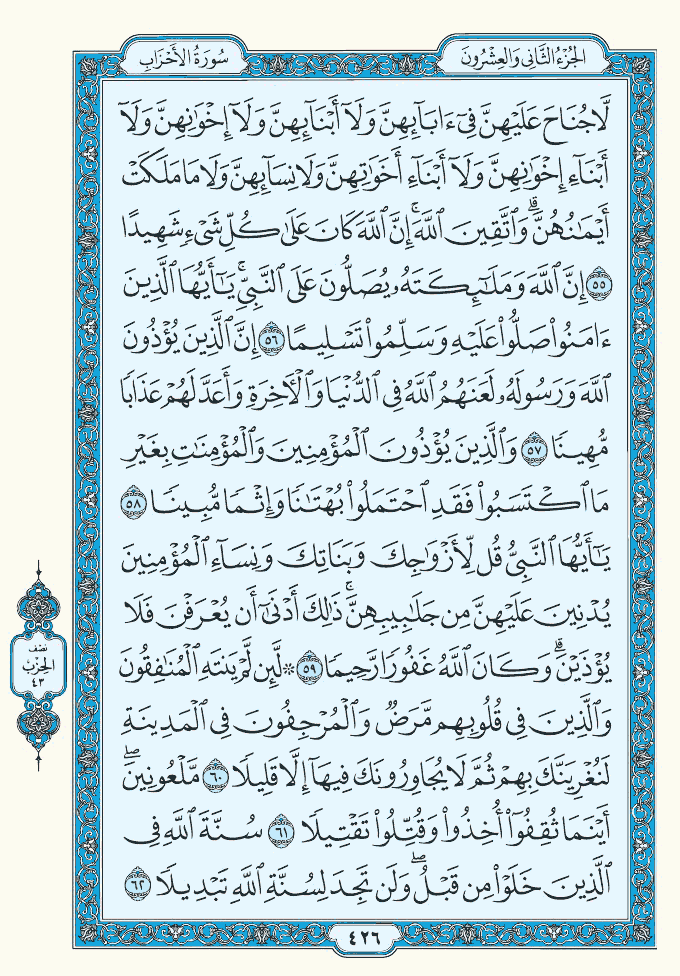 الجُزْءُ الثَّانِي وَالعِشْرُونَ
سُورَةُ الأَحْزَابِ
لَّا جُنَاحَ عَلَيْهِنَّ فِىٓ ءَابَآئِهِنَّ وَلَآ أَبْنَآئِهِنَّ وَلَآ إِخْوَٰنِهِنَّ وَلَآ
أَبْنَآءِ إِخْوَٰنِهِنَّ وَلَآ أَبْنَآءِ أَخَوَٰتِهِنَّ وَلَا نِسَآئِهِنَّ وَلَا مَا مَلَكَتْ
أَيْمَٰنُهُنَّ ۗ وَٱتَّقِينَ ٱللَّهَ ۚ إِنَّ ٱللَّهَ كَانَ عَلَىٰ كُلِّ شَىْءٍ شَهِيدًا
٥٥ إِنَّ ٱللَّهَ وَمَلَٰٓئِكَتَهُۥ يُصَلُّونَ عَلَى ٱلنَّبِىِّ ۚ يَٰٓأَيُّهَا ٱلَّذِينَ
ءَامَنُوا۟ صَلُّوا۟ عَلَيْهِ وَسَلِّمُوا۟ تَسْلِيمًا ٥٦ إِنَّ ٱلَّذِينَ يُؤْذُونَ
ٱللَّهَ وَرَسُولَهُۥ لَعَنَهُمُ ٱللَّهُ فِى ٱلدُّنْيَا وَٱلْءَاخِرَةِ وَأَعَدَّ لَهُمْ عَذَابًا
مُّهِينًا ٥٧ وَٱلَّذِينَ يُؤْذُونَ ٱلْمُؤْمِنِينَ وَٱلْمُؤْمِنَٰتِ بِغَيْرِ
مَا ٱكْتَسَبُوا۟ فَقَدِ ٱحْتَمَلُوا۟ بُهْتَٰنًا وَإِثْمًا مُّبِينًا ٥٨
يَٰٓأَيُّهَا ٱلنَّبِىُّ قُل لِّأَزْوَٰجِكَ وَبَنَاتِكَ وَنِسَآءِ ٱلْمُؤْمِنِينَ
يُدْنِينَ عَلَيْهِنَّ مِن جَلَٰبِيبِهِنَّ ۚ ذَٰلِكَ أَدْنَىٰٓ أَن يُعْرَفْنَ فَلَا
يُؤْذَيْنَ ۗ وَكَانَ ٱللَّهُ غَفُورًا رَّحِيمًا ٥٩ ۞ لَّئِن لَّمْ يَنتَهِ ٱلْمُنَٰفِقُونَ
وَٱلَّذِينَ فِى قُلُوبِهِم مَّرَضٌ وَٱلْمُرْجِفُونَ فِى ٱلْمَدِينَةِ
لَنُغْرِيَنَّكَ بِهِمْ ثُمَّ لَا يُجَاوِرُونَكَ فِيهَآ إِلَّا قَلِيلًا ٦٠ مَّلْعُونِينَ ۖ
أَيْنَمَا ثُقِفُوٓا۟ أُخِذُوا۟ وَقُتِّلُوا۟ تَقْتِيلًا ٦١ سُنَّةَ ٱللَّهِ فِى
ٱلَّذِينَ خَلَوْا۟ مِن قَبْلُ ۖ وَلَن تَجِدَ لِسُنَّةِ ٱللَّهِ تَبْدِيلًا ٦٢
نصف
الحزب
٤٣
٤٢٦